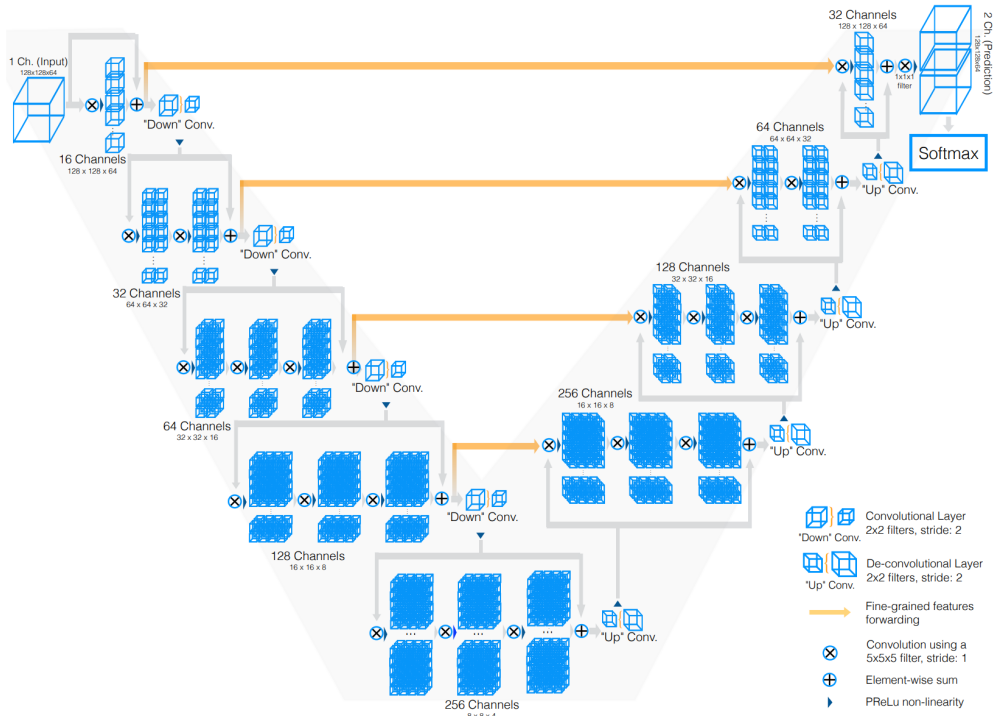 1 Ch. (Input)
128x128x64
"Down" Conv.
16 Channels
128 x 128 x 64
"Down" Conv.
32 Channels
64 x 64 x 32
"Down" Conv.
64 Channels
32 x 32 x 16
"Down" Conv.
128 Channels
16 x 16 x 8
256 Channels
8 x 8 x 4
"Up" Conv.
256 Channels
16 x 16 x 8
"Up" Conv.
128 Channels
32 x 32 x 16
"Up" Conv.
64 Channels
64 x 64 x 32
"Up" Conv.
32 Channels
128 x 128 x 64
1x1x1
filter
2 Ch. (Prediction)
128x128x64
Softmax
Convolutional Layer
2x2 filters, stride: 2
"Down" Conv.
De-convolutional Layer
2x2 filters, stride: 2
"Up" Conv.
Fine-grained features
forwarding
Convolution using a
5x5x5 filter, stride: 1
Element-wise sum
PReLu non-linearity